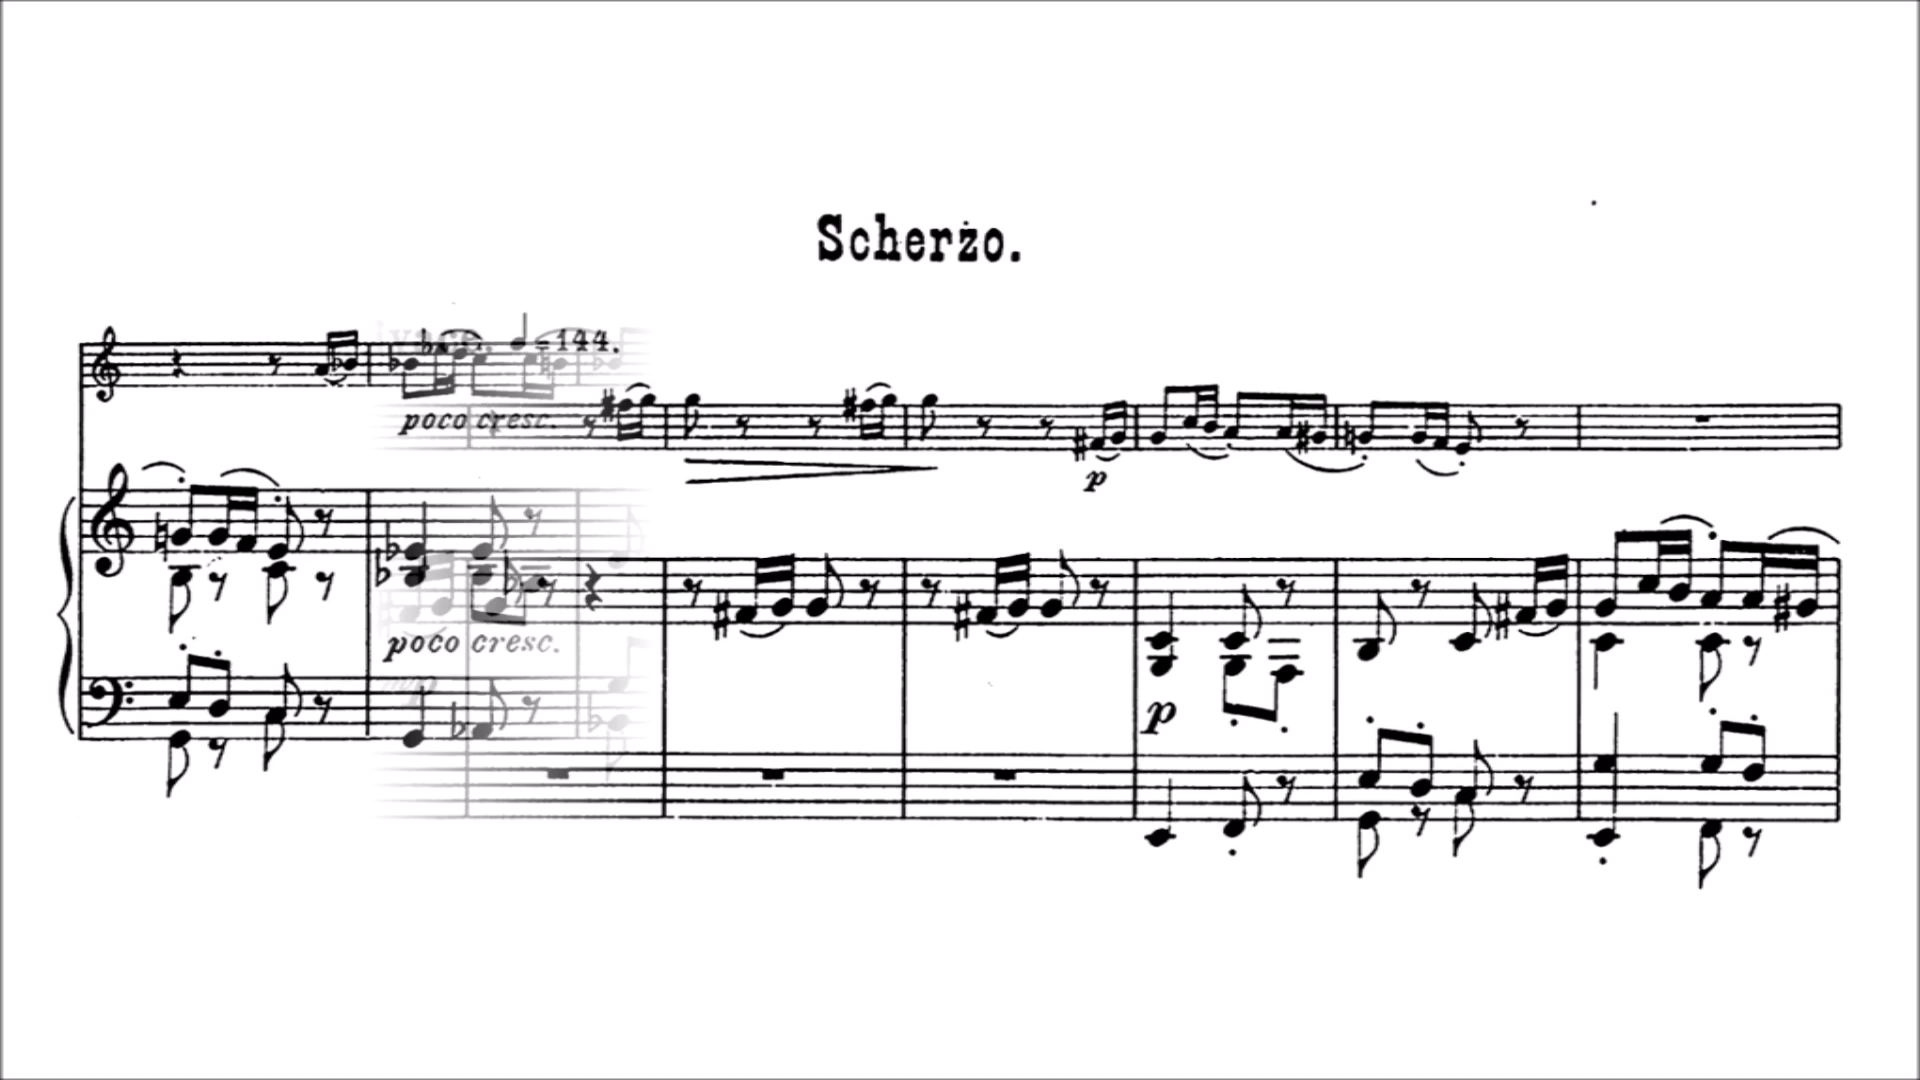 Scherzo.
♩=144.
poco cresc.
p
poco cresc.
p